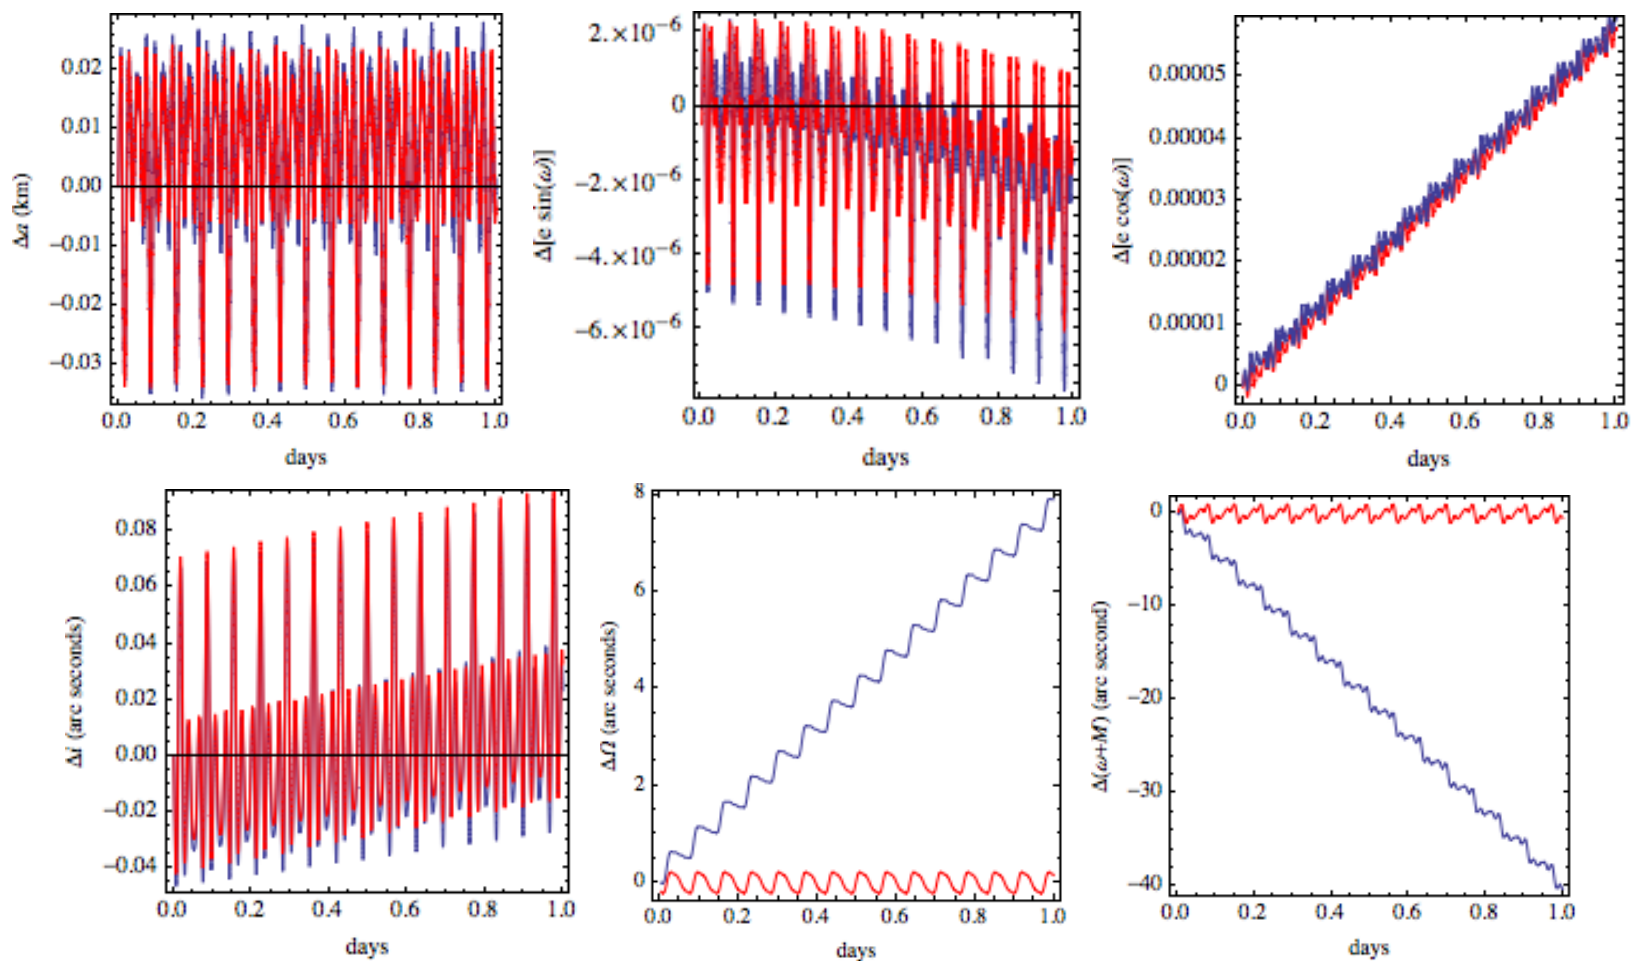 0.02
0.01
0.00
−0.01
−0.02
−0.03
Δa (km)
0.0 0.2 0.4 0.6 0.8 1.0
days
2.×10−6
0
−2.×10−6
−4.×10−6
−6.×10−6
Δ[e sin(ω)]
0.0 0.2 0.4 0.6 0.8 1.0
days
0.00005
0.00004
0.00003
0.00002
0.00001
0
Δ[e cos(ω)]
0.0 0.2 0.4 0.6 0.8 1.0
days
0.08
0.06
0.04
0.02
0.00
−0.02
−0.04
Δi (arc seconds)
0.0 0.2 0.4 0.6 0.8 1.0
days
8
6
4
2
0
ΔΩ (arc seconds)
0.0 0.2 0.4 0.6 0.8 1.0
days
0
−10
−20
−30
−40
Δ(ω+M) (arc second)
0.0 0.2 0.4 0.6 0.8 1.0
days